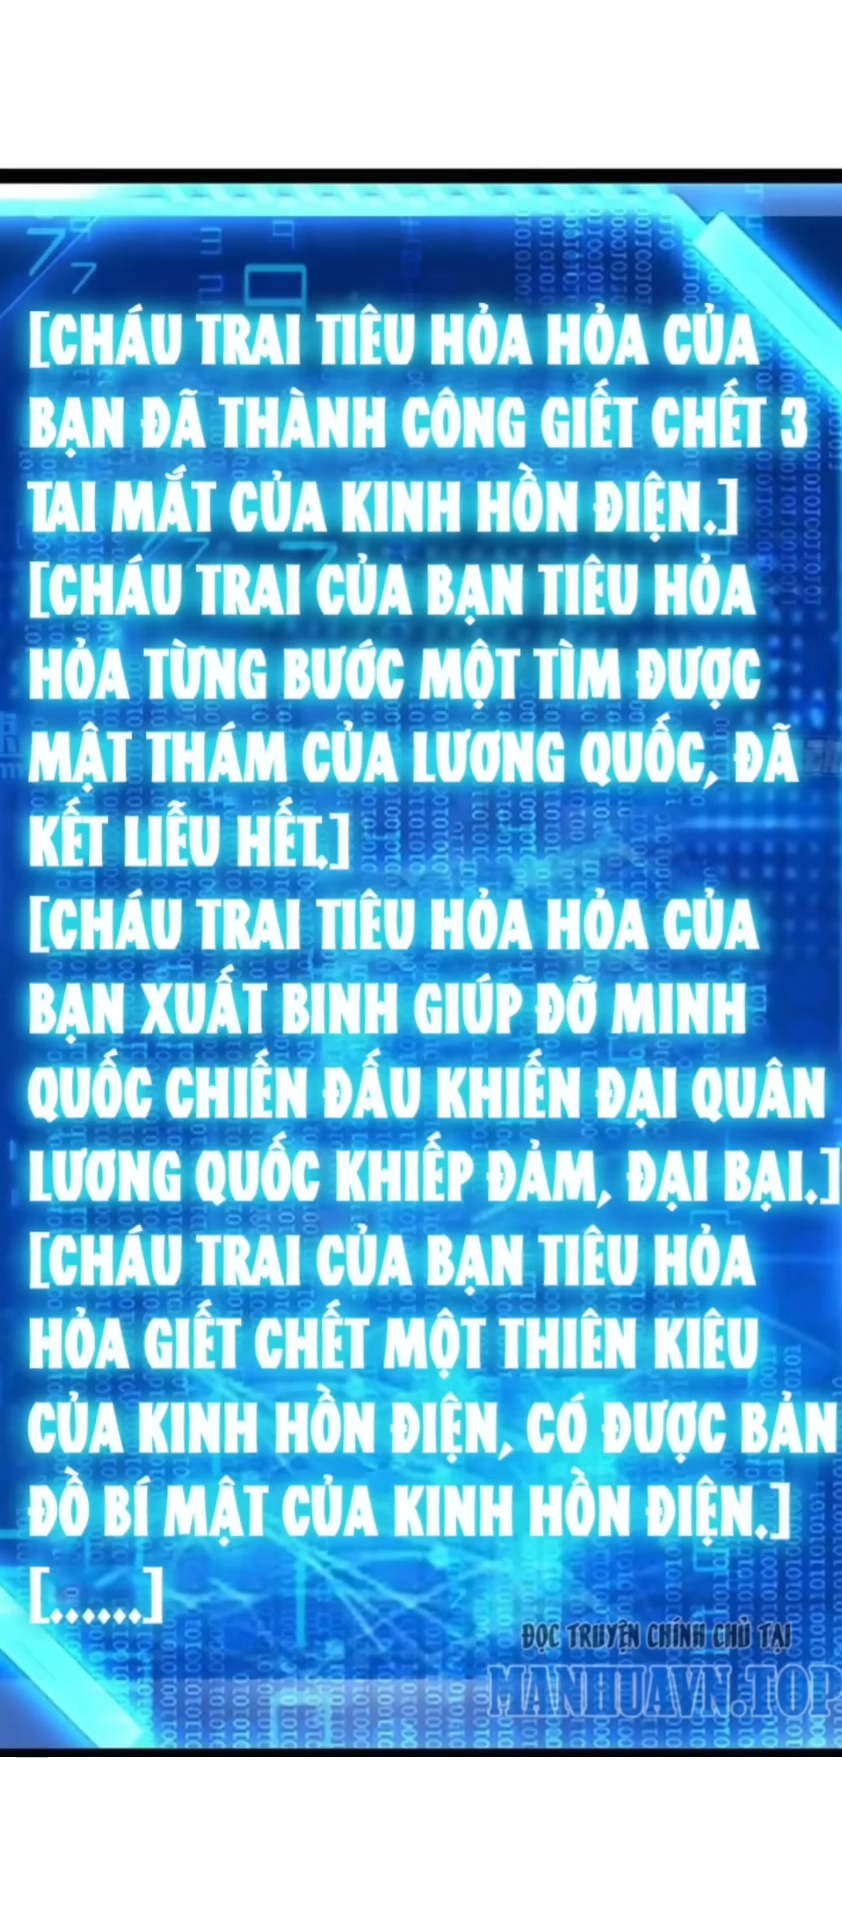 [CHÁU TRAI TIÊU HỎA HỎA CỦA
BẠN ĐÃ THÀNH CÔNG GIẾT CHẾT 3
TAI MẮT CỦA KINH HỒN ĐIỆN.]
[CHÁU TRAI CỦA BẠN TIÊU HỎA
HỎA TỪNG BƯỚC MỘT TÌM ĐƯỢC
MẬT THÁM CỦA LƯƠNG QUỐC, ĐÃ
KẾT LIỄU HẾT.]
[CHÁU TRAI TIÊU HỎA HỎA CỦA
BẠN XUẤT BINH GIÚP ĐỠ MINH
QUỐC CHIẾN ĐẤU KHIẾN ĐẠI QUÂN
LƯƠNG QUỐC KHIẾP ĐẢM, ĐẠI BẠI.]
[CHÁU TRAI CỦA BẠN TIÊU HỎA
HỎA GIẾT CHẾT MỘT THIÊN KIÊU
CỦA KINH HỒN ĐIỆN, CÓ ĐƯỢC BẢN
ĐỒ BÍ MẬT CỦA KINH HỒN ĐIỆN.]
[......]
ĐỌC TRUYỆN CHÍNH CHỦ TẠI
MANHUAVN.TOP